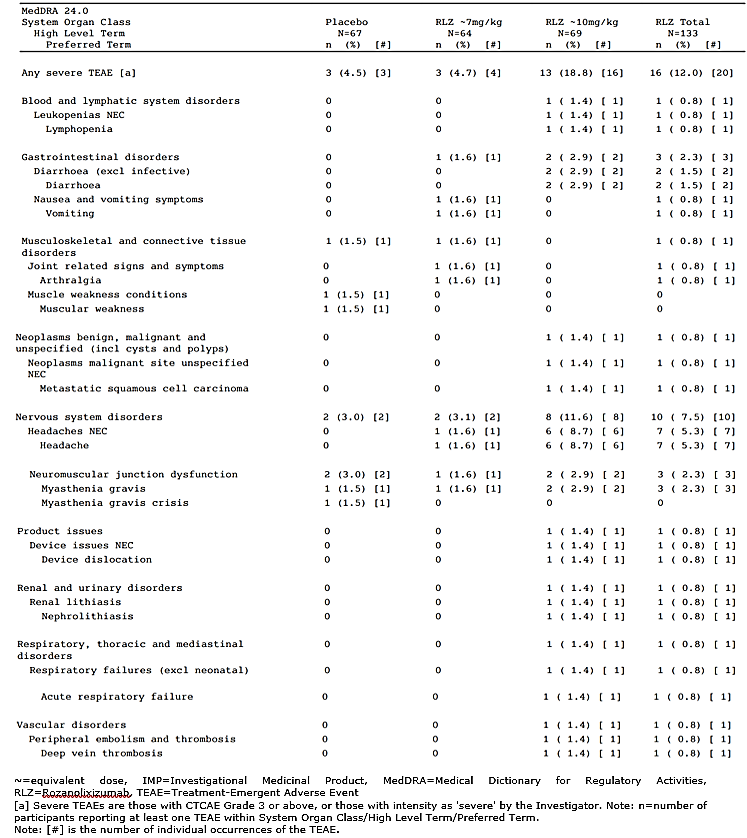 MedDRA 24.0
System Organ Class Placebo RLZ ~7mg/kg RLZ ~10mg/kg RLZ Total
High Level Term N=67 N=64 N=69 N=133
Preferred Term n (%) [#] n (%) [#] n (%) [#] n (%) [#]
Any severe TEAE [a] 3 (4.5) [3] 3 (4.7) [4] 13 (18.8) [16] 16 (12.0) [20]
Blood and lymphatic system disorders 0 0 1 ( 1.4) [ 1] 1 ( 0.8) [ 1]
Leukopenias NEC 0 0 1 ( 1.4) [ 1] 1 ( 0.8) [ 1]
Lymphopenia 0 0 1 ( 1.4) [ 1] 1 ( 0.8) [ 1]
Gastrointestinal disorders 0 1 (1.6) [1] 2 ( 2.9) [ 2] 3 ( 2.3) [ 3]
Diarrhoea (excl infective) 0 0 2 ( 2.9) [ 2] 2 ( 1.5) [ 2]
Diarrhoea 0 0 2 ( 2.9) [ 2] 2 ( 1.5) [ 2]
Nausea and vomiting symptoms 0 1 (1.6) [1] 0 1 ( 0.8) [ 1]
Vomiting 0 1 (1.6) [1] 0 1 ( 0.8) [ 1]
Musculoskeletal and connective tissue 1 (1.5) [1] 1 (1.6) [1] 0 1 ( 0.8) [ 1]
disorders
Joint related signs and symptoms 0 1 (1.6) [1] 0 1 ( 0.8) [ 1]
Arthralgia 0 1 (1.6) [1] 0 1 ( 0.8) [ 1]
Muscle weakness conditions 1 (1.5) [1] 0 0 0
Muscular weakness 1 (1.5) [1] 0 0 0
Neoplasms benign, malignant and 0 0 1 ( 1.4) [ 1] 1 ( 0.8) [ 1]
unspecified (incl cysts and polyps)
Neoplasms malignant site unspecified 0 0 1 ( 1.4) [ 1] 1 ( 0.8) [ 1]
NEC
Metastatic squamous cell carcinoma 0 0 1 ( 1.4) [ 1] 1 ( 0.8) [ 1]
Nervous system disorders 2 (3.0) [2] 2 (3.1) [2] 8 (11.6) [ 8] 10 ( 7.5) [10]
Headaches NEC 0 1 (1.6) [1] 6 ( 8.7) [ 6] 7 ( 5.3) [ 7]
Headache 0 1 (1.6) [1] 6 ( 8.7) [ 6] 7 ( 5.3) [ 7]
Neuromuscular junction dysfunction 2 (3.0) [2] 1 (1.6) [1] 2 ( 2.9) [ 2] 3 ( 2.3) [ 3]
Myasthenia gravis 1 (1.5) [1] 1 (1.6) [1] 2 ( 2.9) [ 2] 3 ( 2.3) [ 3]
Myasthenia gravis crisis 1 (1.5) [1] 0 0 0
Product issues 0 0 1 ( 1.4) [ 1] 1 ( 0.8) [ 1]
Device issues NEC 0 0 1 ( 1.4) [ 1] 1 ( 0.8) [ 1]
Device dislocation 0 0 1 ( 1.4) [ 1] 1 ( 0.8) [ 1]
Renal and urinary disorders 0 0 1 ( 1.4) [ 1] 1 ( 0.8) [ 1]
Renal lithiasis 0 0 1 ( 1.4) [ 1] 1 ( 0.8) [ 1]
Nephrolithiasis 0 0 1 ( 1.4) [ 1] 1 ( 0.8) [ 1]
Respiratory, thoracic and mediastinal 0 0 1 ( 1.4) [ 1] 1 ( 0.8) [ 1]
disorders
Respiratory failures (excl neonatal) 0 0 1 ( 1.4) [ 1] 1 ( 0.8) [ 1]
Acute respiratory failure 0 0 1 ( 1.4) [ 1] 1 ( 0.8) [ 1]
Vascular disorders 0 0 1 ( 1.4) [ 1] 1 ( 0.8) [ 1]
Peripheral embolism and thrombosis 0 0 1 ( 1.4) [ 1] 1 ( 0.8) [ 1]
Deep vein thrombosis 0 0 1 ( 1.4) [ 1] 1 ( 0.8) [ 1]
~=equivalent dose, IMP=Investigational Medicinal Product, MedDRA=Medical Dictionary for Regulatory Activities,
RLZ=Rozanolixizumab, TEAE=Treatment-Emergent Adverse Event
[a] Severe TEAEs are those with CTCAE Grade 3 or above, or those with intensity as 'severe' by the Investigator. Note: n=number of
participants reporting at least one TEAE within System Organ Class/High Level Term/Preferred Term.
Note: [#] is the number of individual occurrences of the TEAE.